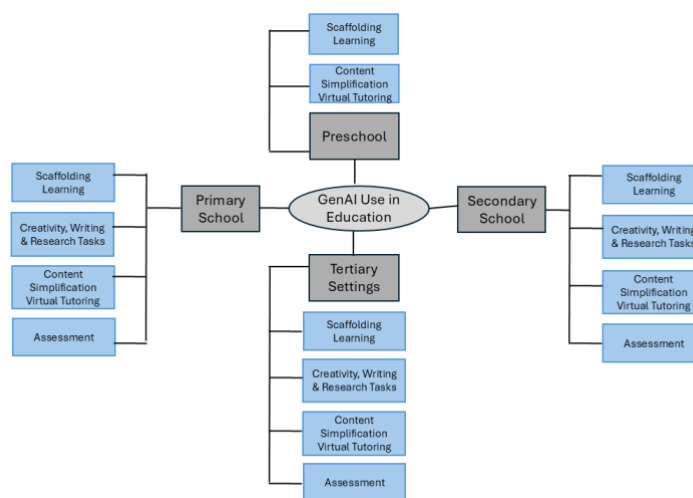 Scaffolding
Learning
Content
Simplification
Virtual Tutoring
Preschool
GenAI Use in
Education
Primary
School
Scaffolding
Learning
Creativity, Writing
& Research Tasks
Content
Simplification
Virtual Tutoring
Assessment
Secondary
School
Scaffolding
Learning
Creativity, Writing
& Research Tasks
Content
Simplification
Virtual Tutoring
Assessment
Tertiary
Settings
Scaffolding
Learning
Creativity, Writing
& Research Tasks
Content
Simplification
Virtual Tutoring
Assessment